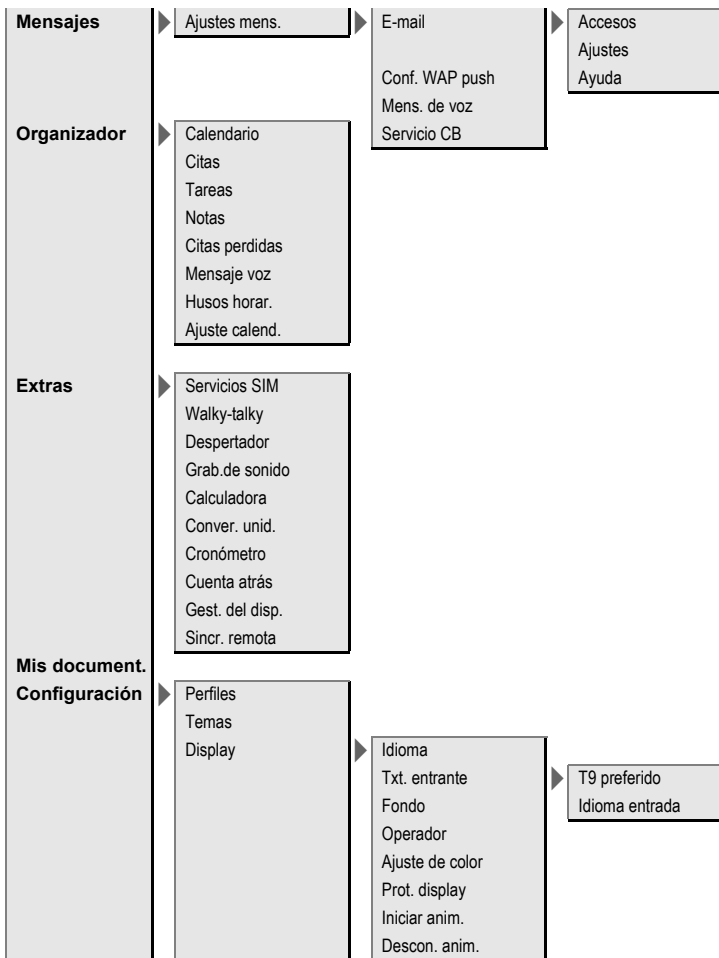 Mensajes
Ajustes mens.
E-mail
Accesos
Ajustes
Ayuda
Conf. WAP push
Mens. de voz
Servicio CB
Organizador
Calendario
Citas
Tareas
Notas
Citas perdidas
Mensaje voz
Husos horar.
Ajuste calend.
Extras
Servicios SIM
Walky-talky
Despertador
Grab.de sonido
Calculadora
Conver. unid.
Cronómetro
Cuenta atrás
Gest. del disp.
Sincr. remota
Mis document.
Configuración
Perfiles
Temas
Display
Idioma
Txt. entrante
T9 preferido
Idioma entrada
Fondo
Operador
Ajuste de color
Prot. display
Iniciar anim.
Descon. anim.